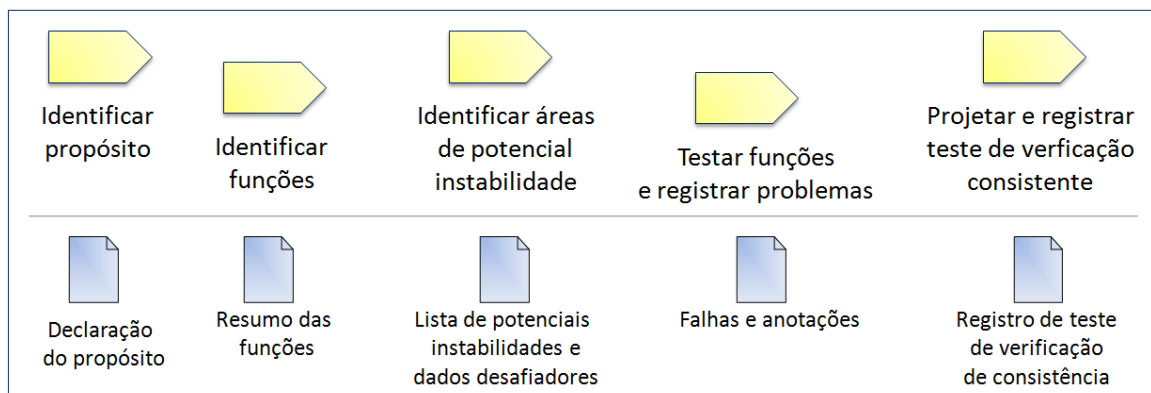 Identificar
propósito
Identificar
funções
Identificar áreas
de potencial
instabilidade
Testar funções
e registrar problemas
Projetar e registrar
teste de verficação
consistente
Declaração
do propósito
Resumo das
funções
Lista de potenciais
instabilidades e
dados desafiadores
Falhas e anotações
Registro de teste
de verificação
de consistência